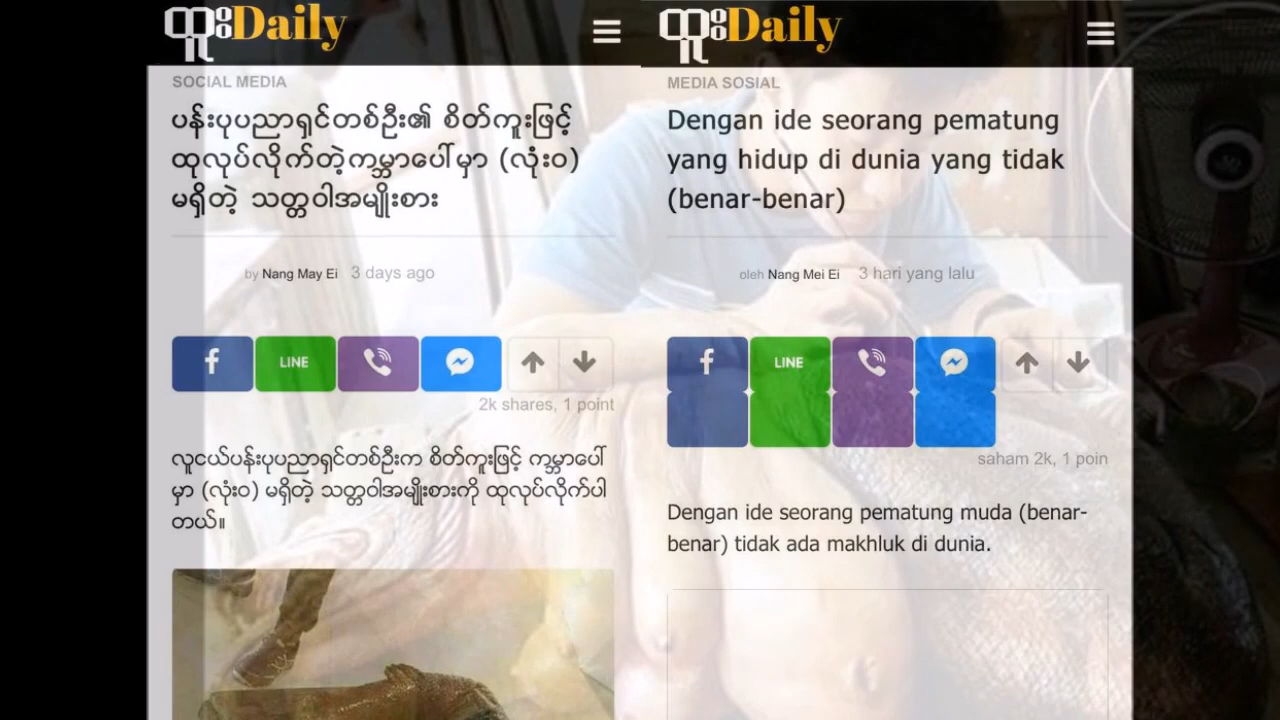 ထူးDaily
SOCIAL MEDIA
ပန်းပုပညာရှင်တစ်ဦး၏ စိတ်ကူးဖြင့်
ထုလုပ်လိုက်တဲ့ကမ္ဘာပေါ်မှာ (လုံးဝ)
မရှိတဲ့ သတ္တဝါအမျိုးစား
by Nang May Ei 3 days ago
LINE
2k shares, 1 point
လူငယ်ပန်းပုပညာရှင်တစ်ဦးက စိတ်ကူးဖြင့် ကမ္ဘာပေါ်
မှာ (လုံးဝ) မရှိတဲ့ သတ္တဝါအမျိုးစားကို ထုလုပ်လိုက်ပါ
တယ်။
ထူးDaily
MEDIA SOSIAL
Dengan ide seorang pematung
yang hidup di dunia yang tidak
(benar-benar)
oleh Nang Mei Ei 3 hari yang lalu
LINE
saham 2k, 1 poin
Dengan ide seorang pematung muda (benar-
benar) tidak ada makhluk di dunia.